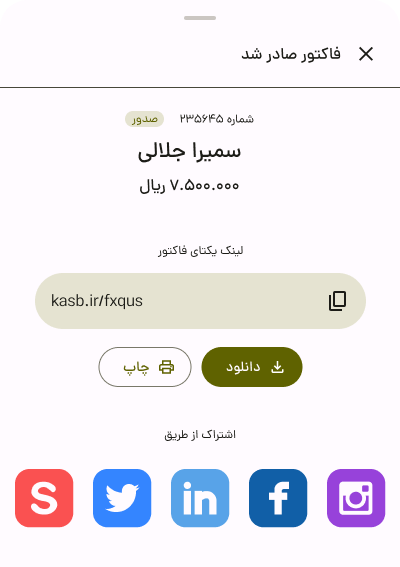 فاکتور صادر شد
شماره ۲۳۵۶۴۵ صدور
سمیرا جلالی
۷.۵۰۰.۰۰۰ ریال
لینک یکتای فاکتور
kasb.ir/fxqus
دانلود
چاپ
اشتراک از طریق